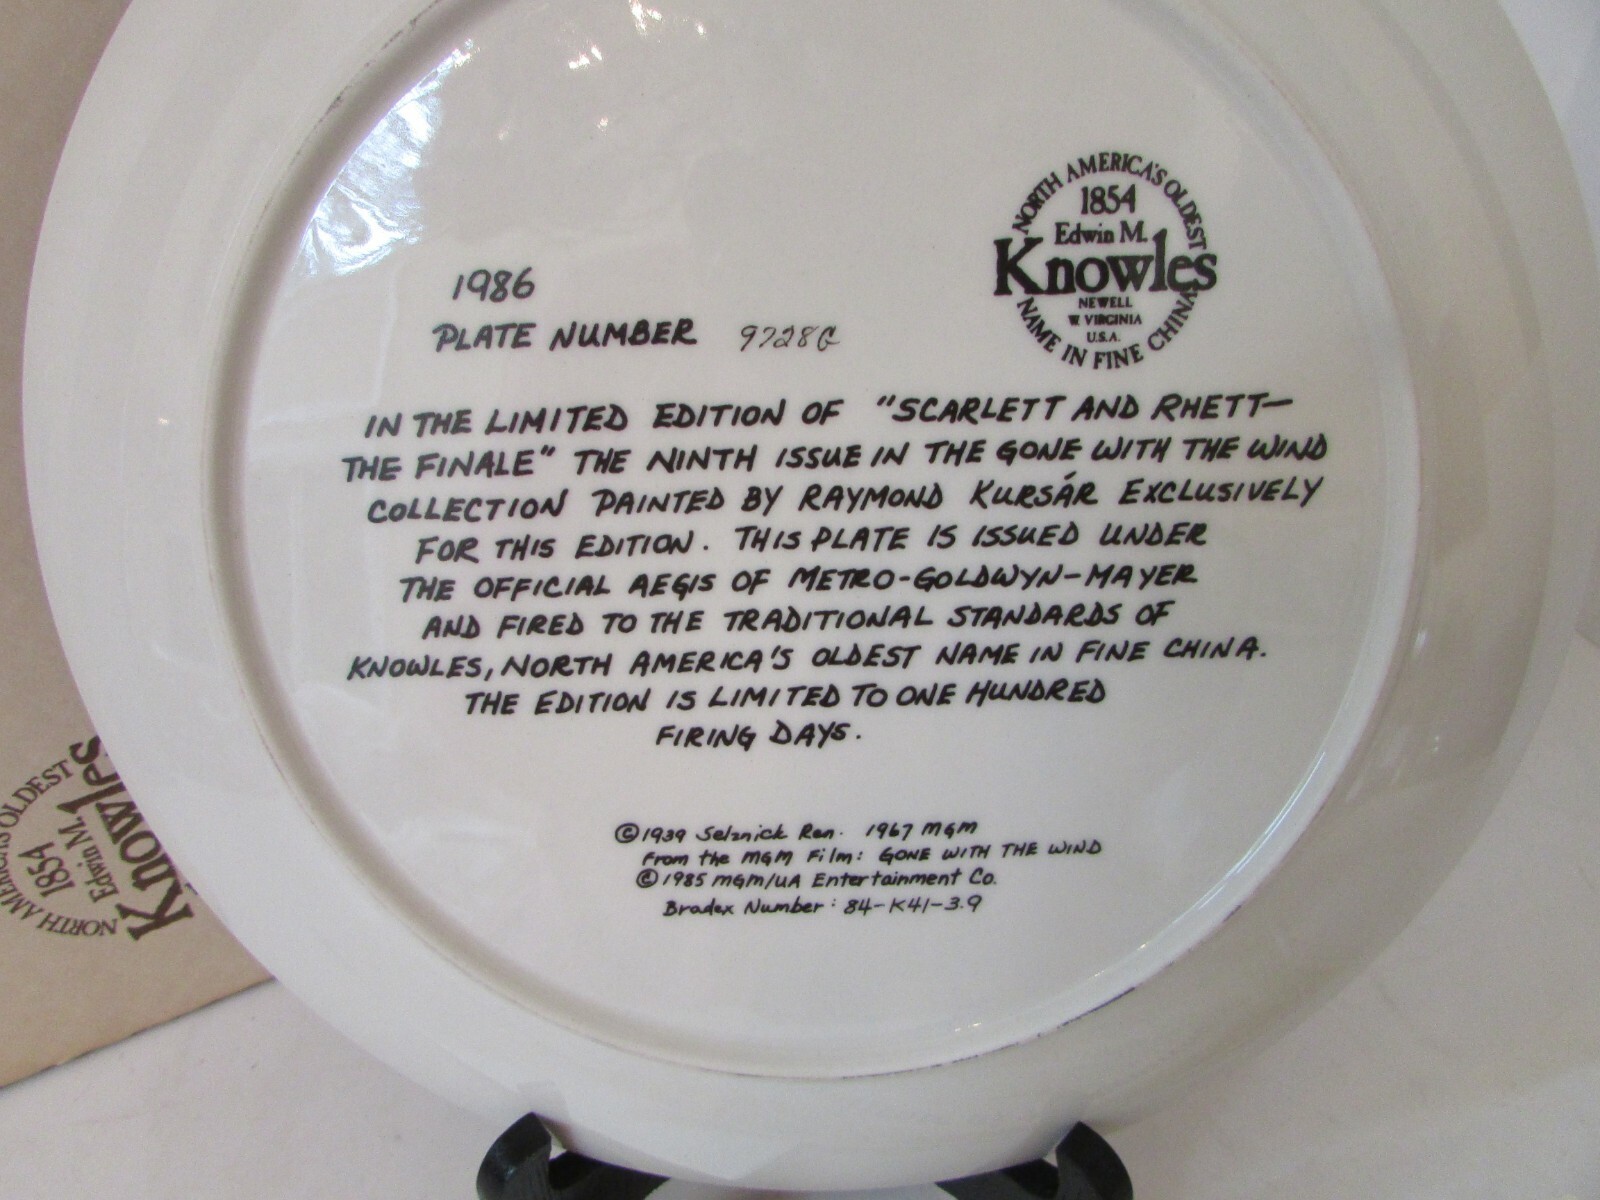 NORTH AMERICA'S OLDEST
1854
Edwin M.
Knowles
NEWELL
W. VIRGINIA
U.S.A.
NAME IN FINE CHINA
1986
PLATE NUMBER 9728G
IN THE LIMITED EDITION OF "SCARLETT AND RHETT—
THE FINALE" THE NINTH ISSUE IN THE GONE WITH THE WIND
COLLECTION PAINTED BY RAYMOND KURSÁR EXCLUSIVELY
FOR THIS EDITION. THIS PLATE IS ISSUED UNDER
THE OFFICIAL AEGIS OF METRO-GOLDWYN-MAYER
AND FIRED TO THE TRADITIONAL STANDARDS OF
KNOWLES, NORTH AMERICA'S OLDEST NAME IN FINE CHINA.
THE EDITION IS LIMITED TO ONE HUNDRED
FIRING DAYS.
© 1939 Selznick Ren. 1967 MGM
From the MGM Film: GONE WITH THE WIND
© 1985 MGM/UA Entertainment Co.
Bradex Number: 84-K41-3.9
NORTH AMERICA'S OLDEST
1854
Edwin M.
Knowles